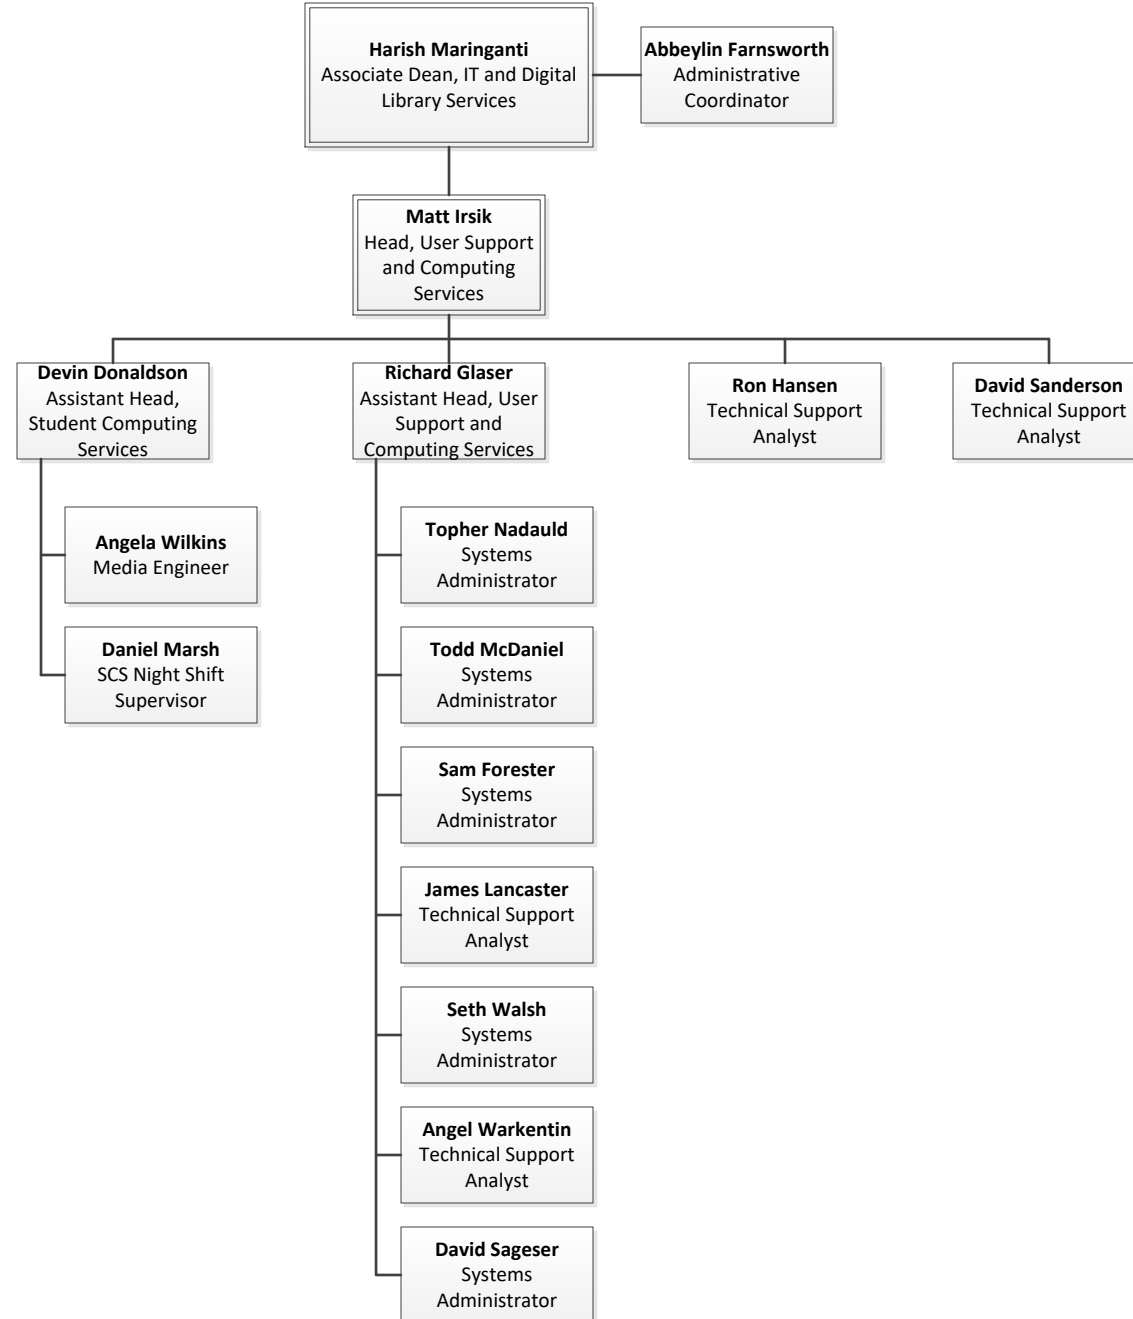 Harish Maringanti
Associate Dean, IT and Digital
Library Services
Abbeylin Farnsworth
Administrative
Coordinator
Matt Irsik
Head, User Support
and Computing
Services
Devin Donaldson
Assistant Head,
Student Computing
Services
Richard Glaser
Assistant Head, User
Support and
Computing Services
Ron Hansen
Technical Support
Analyst
David Sanderson
Technical Support
Analyst
Angela Wilkins
Media Engineer
Daniel Marsh
SCS Night Shift
Supervisor
Topher Nadauld
Systems
Administrator
Todd McDaniel
Systems
Administrator
Sam Forester
Systems
Administrator
James Lancaster
Technical Support
Analyst
Seth Walsh
Systems
Administrator
Angel Warkentin
Technical Support
Analyst
David Sageser
Systems
Administrator